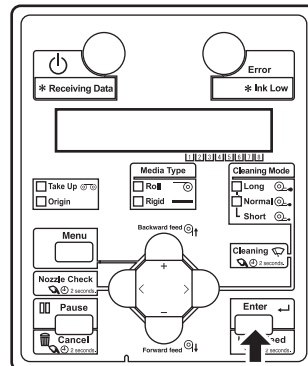 Error
* Receiving Data
* Ink Low
1 2 3 4 5 6 7 8
Media Type
Roll
Rigid
Cleaning Mode
Long
Normal
Short
Take Up
Origin
Menu
Backward feed
Cleaning
2 seconds
Nozzle Check
2 seconds
+
< >
−
Pause
Cancel
2 seconds
Forward feed
Enter
2 seconds